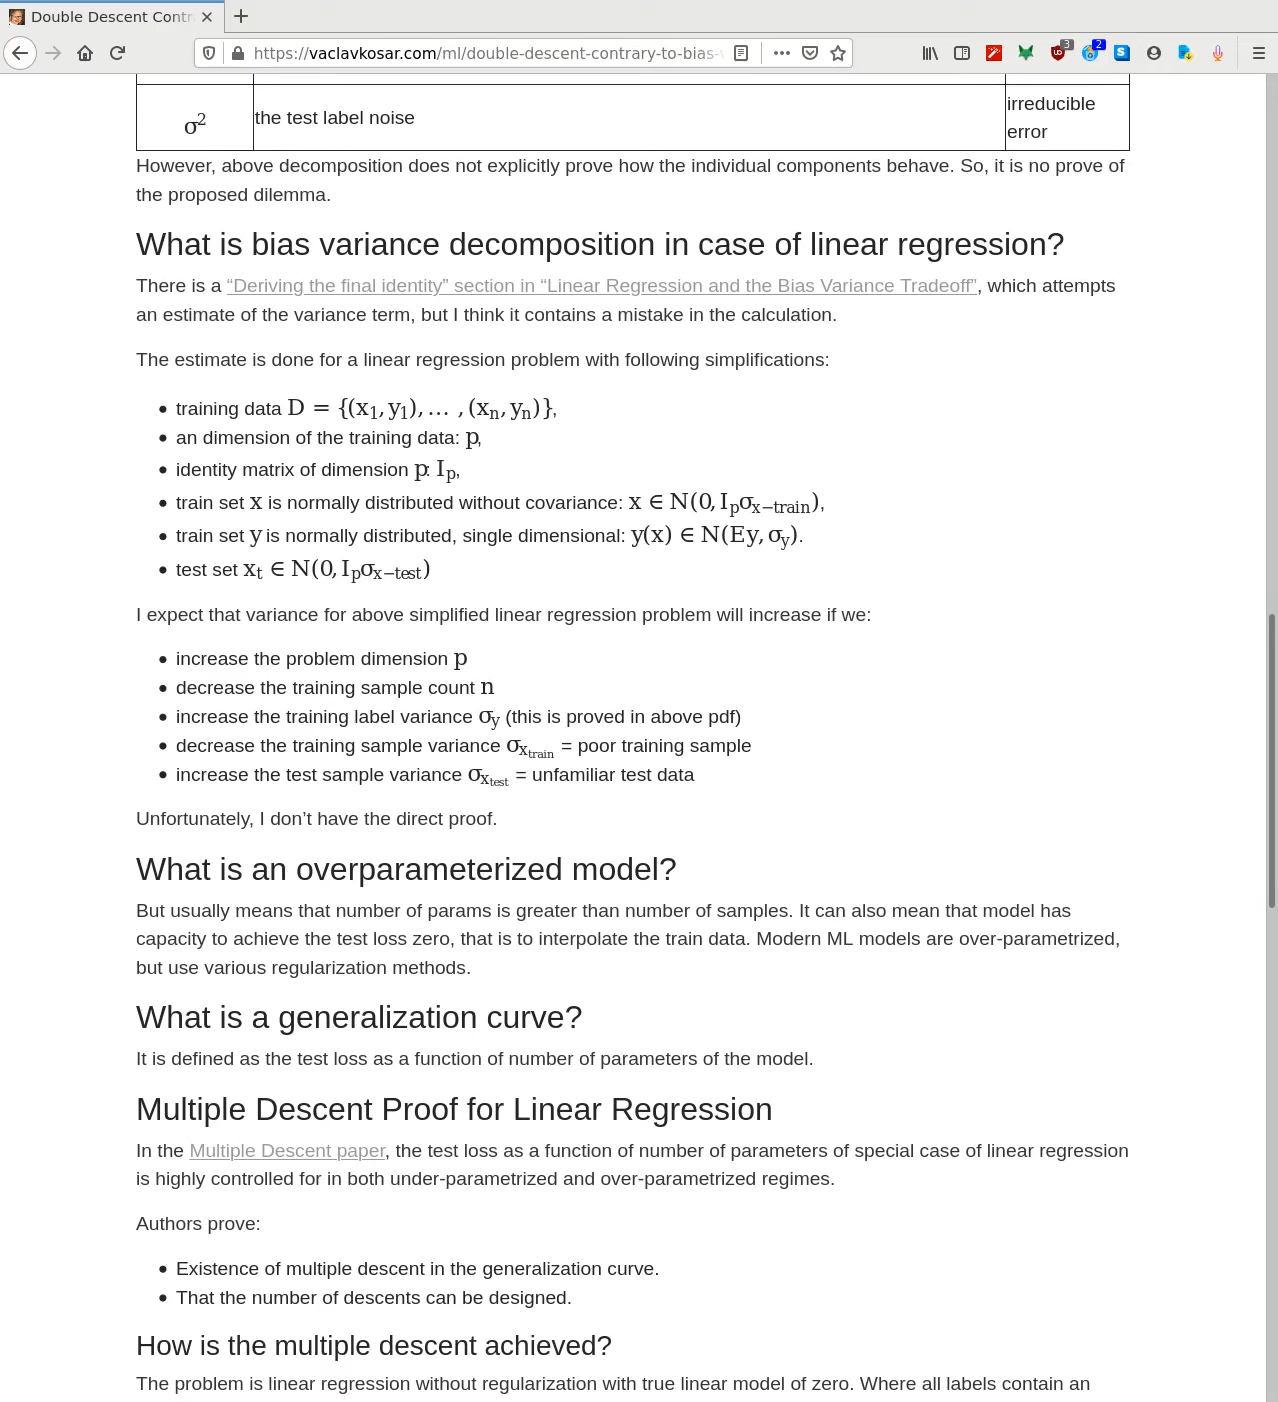 Double Descent Contr
https://vaclavkosar.com/ml/double-descent-contrary-to-bias-v
3
2
σ²
the test label noise
irreducible
error
However, above decomposition does not explicitly prove how the individual components behave. So, it is no prove of
the proposed dilemma.
What is bias variance decomposition in case of linear regression?
There is a “Deriving the final identity” section in “Linear Regression and the Bias Variance Tradeoff”, which attempts
an estimate of the variance term, but I think it contains a mistake in the calculation.
The estimate is done for a linear regression problem with following simplifications:
• training data D = {(x₁, y₁), … , (xₙ, yₙ)},
• an dimension of the training data: p,
• identity matrix of dimension p: I_p,
• train set x is normally distributed without covariance: x ∈ N(0, I_pσ_{x−train}),
• train set y is normally distributed, single dimensional: y(x) ∈ N(Ey, σ_y).
• test set x_t ∈ N(0, I_pσ_{x−test})
I expect that variance for above simplified linear regression problem will increase if we:
• increase the problem dimension p
• decrease the training sample count n
• increase the training label variance σ_y (this is proved in above pdf)
• decrease the training sample variance σ_{x_{train}} = poor training sample
• increase the test sample variance σ_{x_{test}} = unfamiliar test data
Unfortunately, I don’t have the direct proof.
What is an overparameterized model?
But usually means that number of params is greater than number of samples. It can also mean that model has
capacity to achieve the test loss zero, that is to interpolate the train data. Modern ML models are over-parametrized,
but use various regularization methods.
What is a generalization curve?
It is defined as the test loss as a function of number of parameters of the model.
Multiple Descent Proof for Linear Regression
In the Multiple Descent paper, the test loss as a function of number of parameters of special case of linear regression
is highly controlled for in both under-parametrized and over-parametrized regimes.
Authors prove:
• Existence of multiple descent in the generalization curve.
• That the number of descents can be designed.
How is the multiple descent achieved?
The problem is linear regression without regularization with true linear model of zero. Where all labels contain an